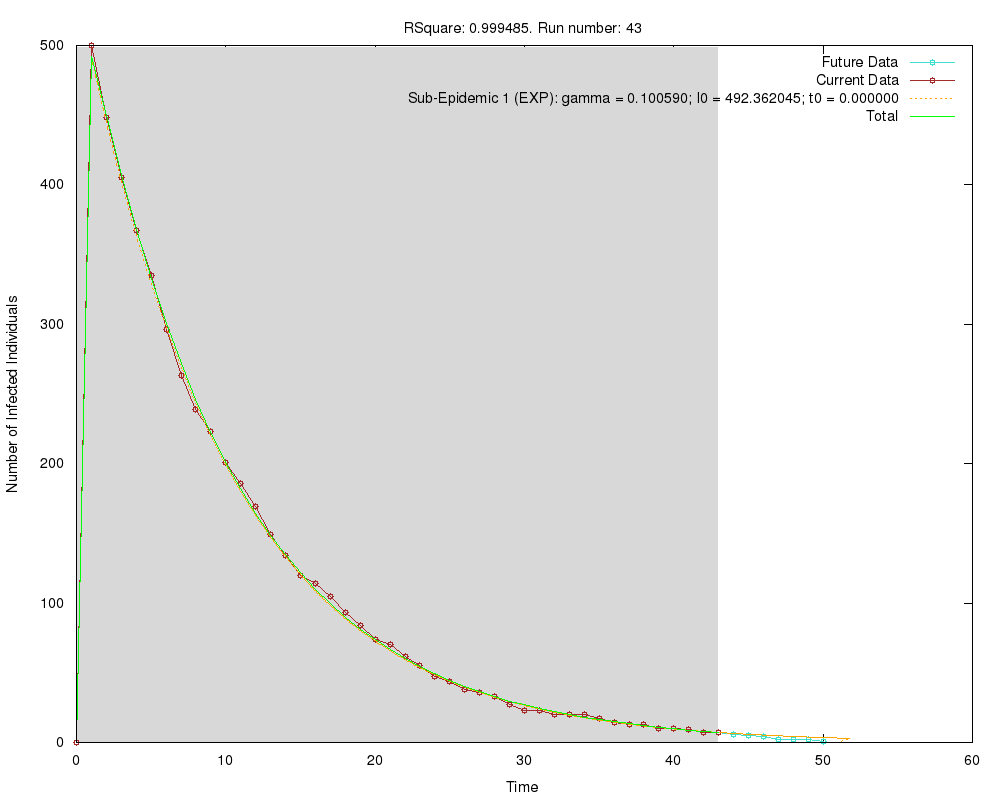 RSquare: 0.999485. Run number: 43
Future Data
Current Data
Sub-Epidemic 1 (EXP): gamma = 0.100590; I0 = 492.362045; t0 = 0.000000
Total
500
400
300
200
100
0
Number of Infected Individuals
0 10 20 30 40 50 60
Time